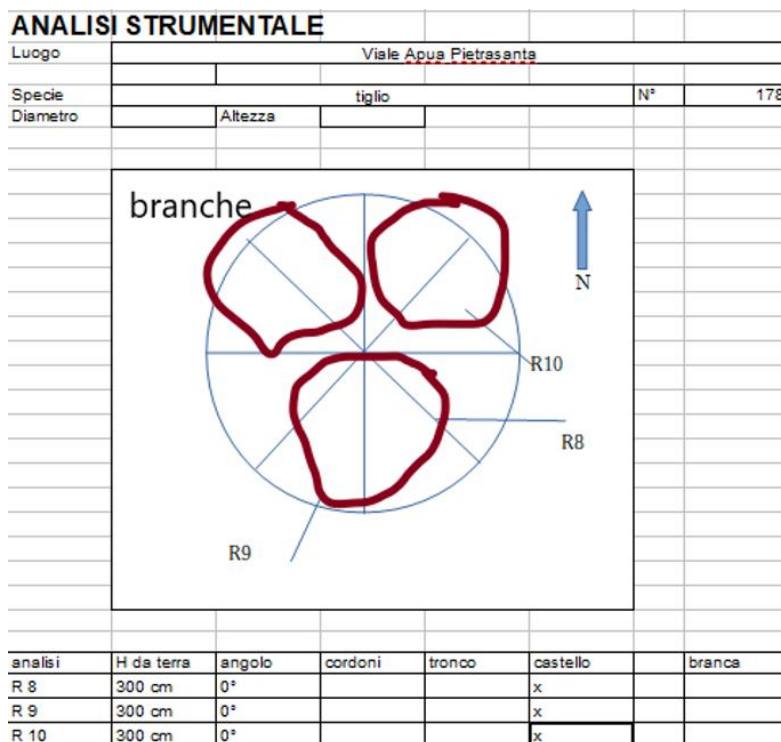 ANALISI STRUMENTALE
Luogo Viale Apua Pietrasanta
Specie tiglio N° 178
Diametro Altezza
branche
N
R10
R8
R9
analisi H da terra angolo cordoni tronco castello branca
R 8 300 cm 0° x
R 9 300 cm 0° x
R 10 300 cm 0° x